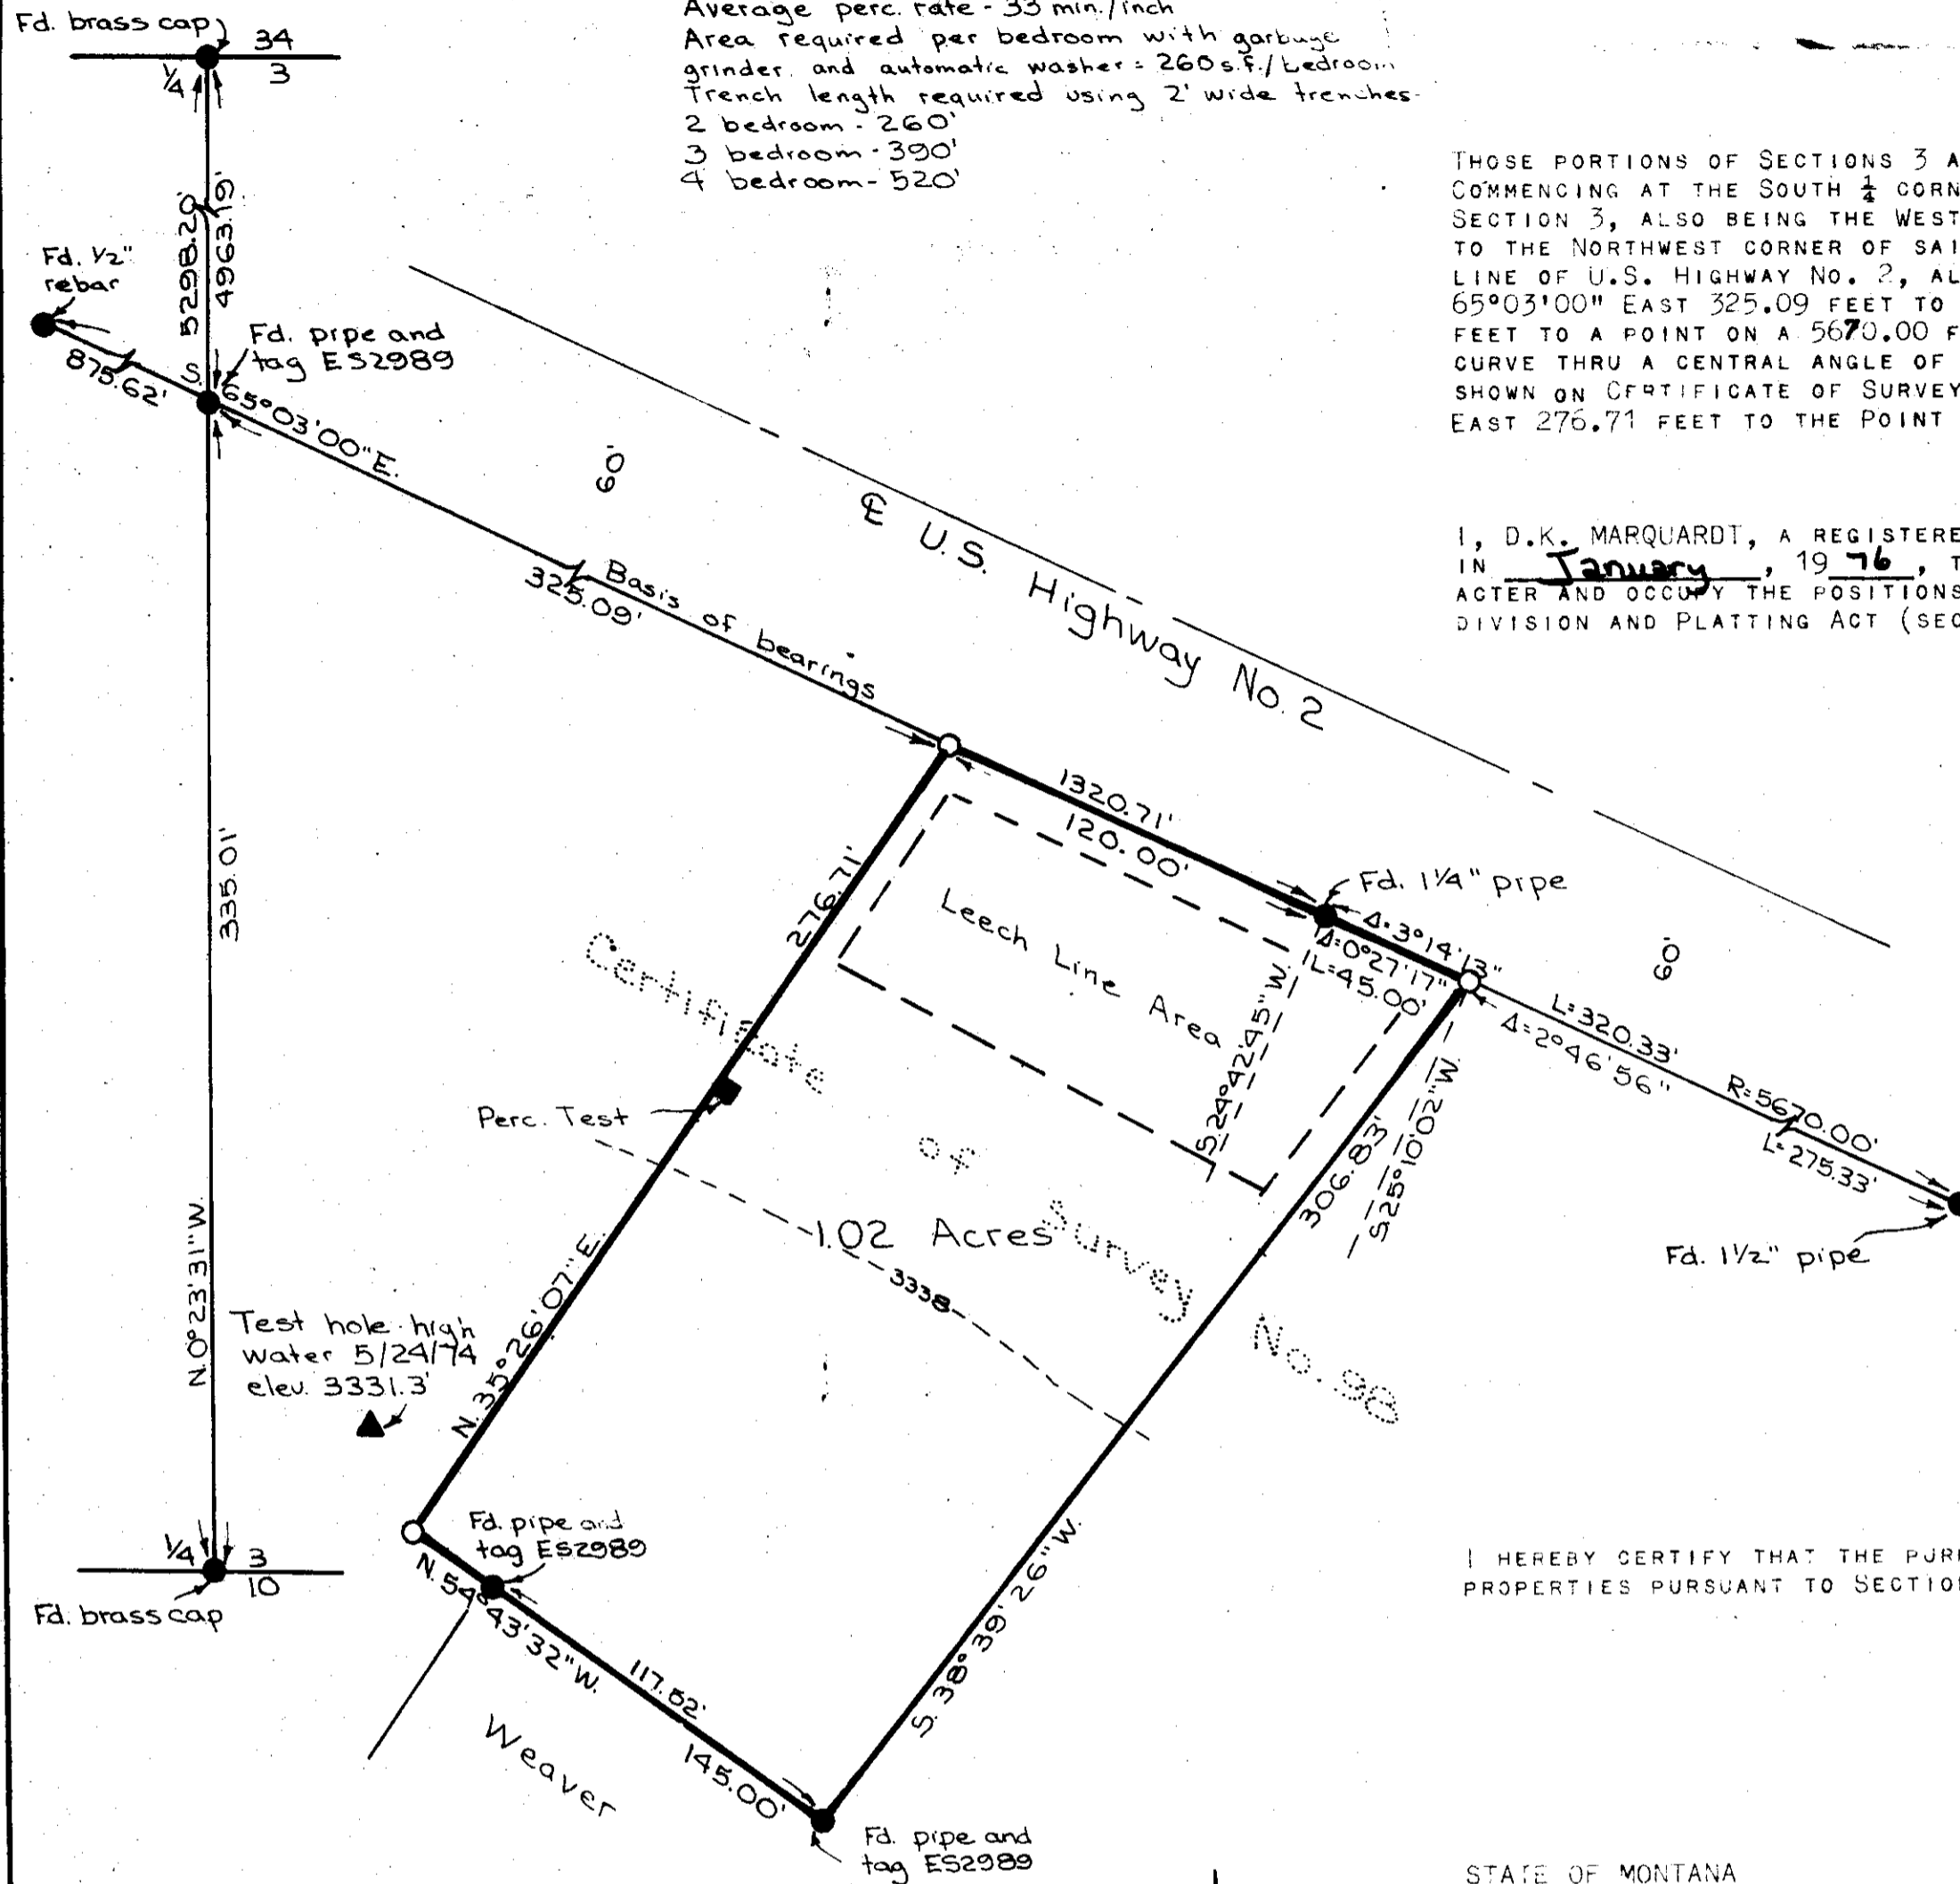 Average perc. rate - 33 min./inch
Area required per bedroom with garbage
grinder and automatic washer = 260 s.f./bedroom
Trench length required using 2' wide trenches-
2 bedroom - 260'
3 bedroom - 390'
4 bedroom - 520'
Fd. brass cap
34
1/4 3
5298.20'
4963.19'
Fd. 1/2"
rebar
Fd. pipe and
tag ES2989
875.62'
S. 65°03'00"E.
60'
℄ U.S. Highway No. 2
325.09'
Basis of bearings
THOSE PORTIONS OF SECTIONS 3 A
COMMENCING AT THE SOUTH 1/4 CORN
SECTION 3, ALSO BEING THE WEST
TO THE NORTHWEST CORNER OF SAI
LINE OF U.S. HIGHWAY NO. 2, AL
65°03'00" EAST 325.09 FEET TO
FEET TO A POINT ON A 5670.00 F
CURVE THRU A CENTRAL ANGLE OF
SHOWN ON CERTIFICATE OF SURVEY
EAST 276.71 FEET TO THE POINT
I, D.K. MARQUARDT, A REGISTERE
IN January, 1976, T
ACTER AND OCCUPY THE POSITIONS
DIVISION AND PLATTING ACT (SEC
335.01'
1320.71'
120.00'
Fd. 1 1/4" pipe
Δ=3°14'13"
Δ=0°27'17"
L=45.00'
60'
276.71'
Leech Line Area
S.24°42'45"W.
L=320.33'
Δ=2°46'56"
R=5670.00'
L=275.33'
S.25°10'02"W.
306.83'
Fd. 1 1/2" pipe
Certificate of Survey No. 98
Perc. Test
1.02 Acres
3338
N.0°23'31"W.
Test hole-high
water 5/24/74
elev. 3331.3'
N.35°26'07"E.
S.38°39'26"W.
1/4 3
10
Fd. brass cap
Fd. pipe and
tag ES2989
N.54°43'32"W.
117.52'
145.00'
Weaver
Fd. pipe and
tag ES2989
I HEREBY CERTIFY THAT THE PUR
PROPERTIES PURSUANT TO SECTIO
STATE OF MONTANA